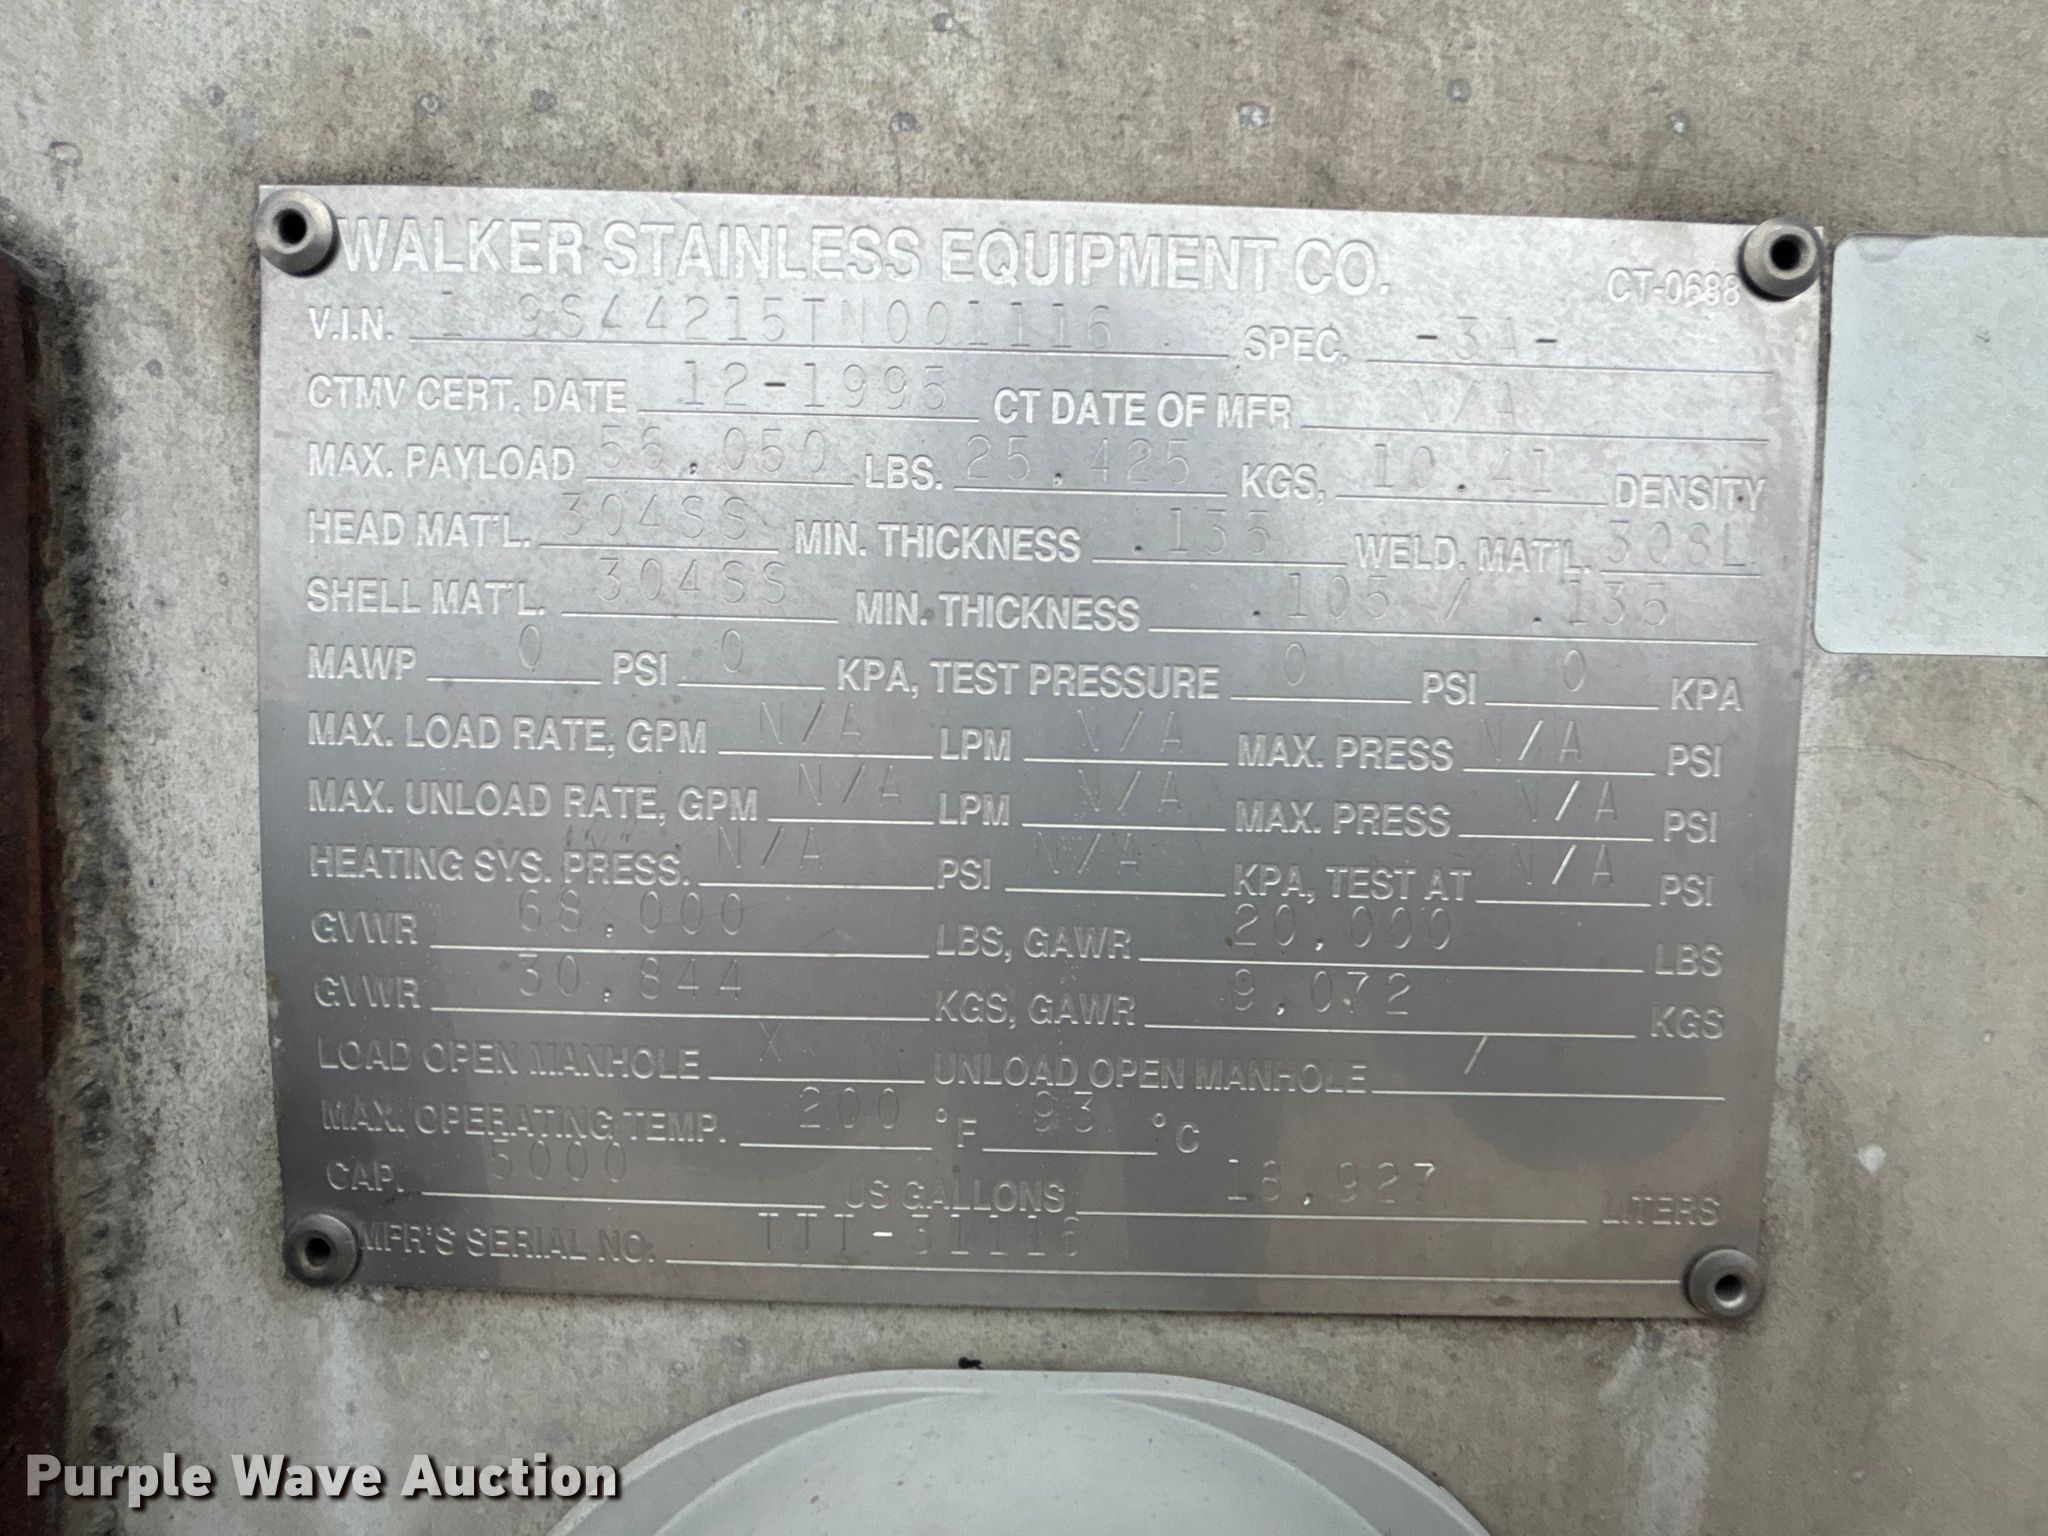 WALKER STAINLESS EQUIPMENT CO. CT-0688
V.I.N. 1 9S44215TN001116 SPEC. -3A-
CTMV CERT. DATE 12-1995 CT DATE OF MFR N/A
MAX. PAYLOAD 56,050 LBS. 25,425 KGS, 10.41 DENSITY
HEAD MAT'L. 304SS MIN. THICKNESS .135 WELD. MAT'L. 308L
SHELL MAT'L. 304SS MIN. THICKNESS .105 / .135
MAWP 0 PSI 0 KPA, TEST PRESSURE 0 PSI 0 KPA
MAX. LOAD RATE, GPM N/A LPM N/A MAX. PRESS N/A PSI
MAX. UNLOAD RATE, GPM N/A LPM N/A MAX. PRESS N/A PSI
HEATING SYS. PRESS. N/A PSI N/A KPA, TEST AT N/A PSI
GVWR 68,000 LBS, GAWR 20,000 LBS
GVWR 30,844 KGS, GAWR 9,072 KGS
LOAD OPEN MANHOLE X UNLOAD OPEN MANHOLE /
MAX. OPERATING TEMP. 200 °F 93 °C
CAP. 5000 US GALLONS 18,927 LITERS
MFR'S SERIAL NO. TTT-31116
Purple Wave Auction